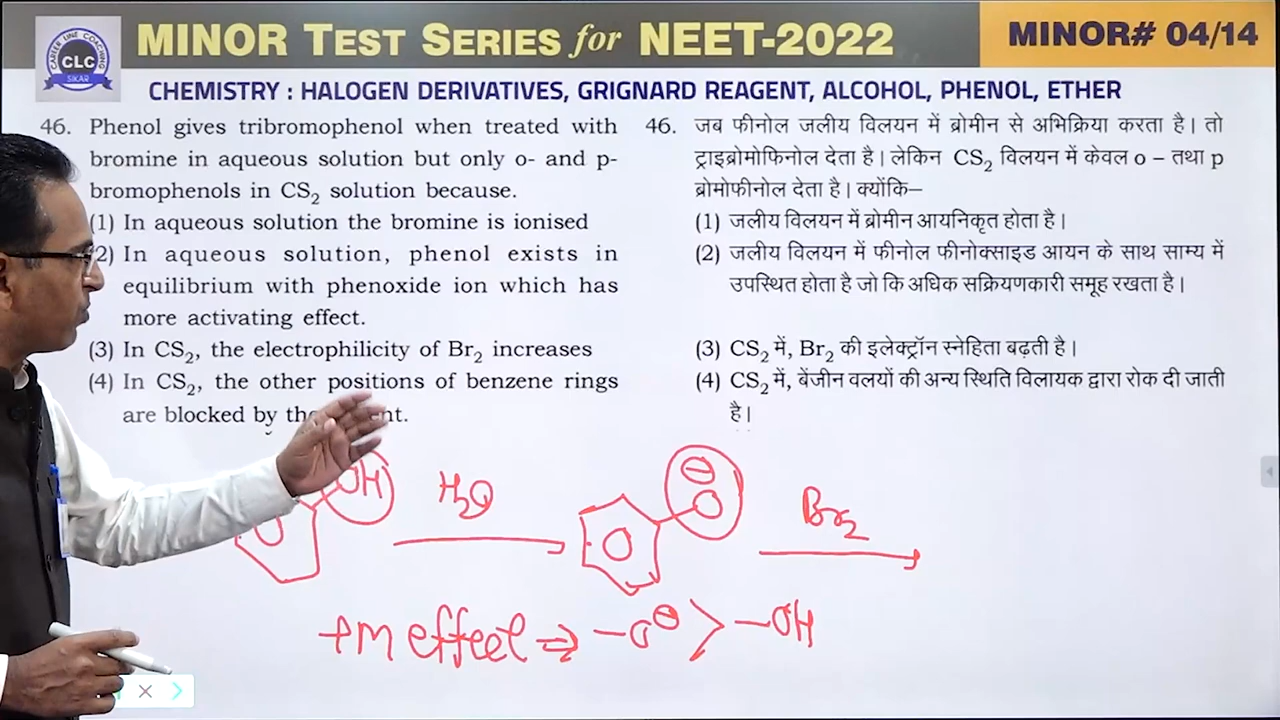 CAREER LINE COACHING
CLC
SIKAR
MINOR TEST SERIES for NEET-2022
MINOR# 04/14
CHEMISTRY : HALOGEN DERIVATIVES, GRIGNARD REAGENT, ALCOHOL, PHENOL, ETHER
46. Phenol gives tribromophenol when treated with
bromine in aqueous solution but only o- and p-
bromophenols in CS₂ solution because.
(1) In aqueous solution the bromine is ionised
2) In aqueous solution, phenol exists in
equilibrium with phenoxide ion which has
more activating effect.
(3) In CS₂, the electrophilicity of Br₂ increases
(4) In CS₂, the other positions of benzene rings
are blocked by
46. जब फीनोल जलीय विलयन में ब्रोमीन से अभिक्रिया करता है। तो
ट्राइब्रोमोफिनोल देता है। लेकिन CS₂ विलयन में केवल o – तथा p
ब्रोमोफीनोल देता है। क्योंकि–
(1) जलीय विलयन में ब्रोमीन आयनिकृत होता है।
(2) जलीय विलयन में फीनोल फीनोक्साइड आयन के साथ साम्य में
उपस्थित होता है जो कि अधिक सक्रियणकारी समूह रखता है।
(3) CS₂ में, Br₂ की इलेक्ट्रॉन स्नेहिता बढ़ती है।
(4) CS₂ में, बेंजीन वलयों की अन्य स्थिति विलायक द्वारा रोक दी जाती
है।
OH H₂O O⊖ Br₂
+M effect ⇒ –O⊖ > –OH